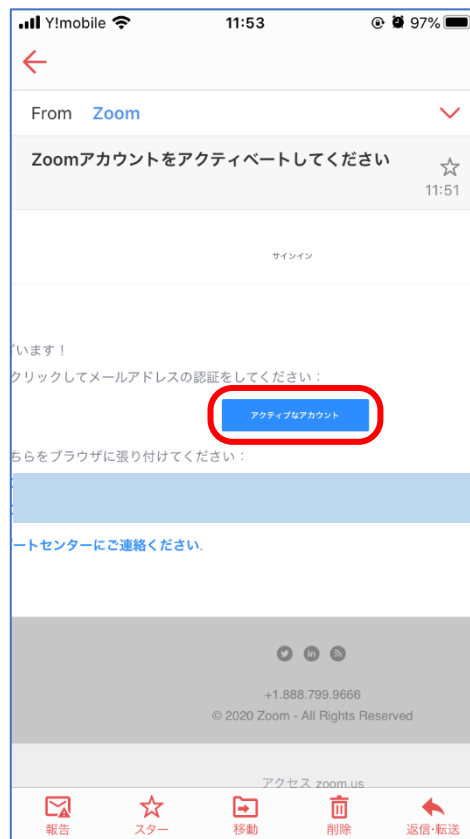 Y!mobile 11:53 97%
From Zoom
Zoomアカウントをアクティベートしてください
11:51
サインイン
います！
クリックしてメールアドレスの認証をしてください：
アクティブなアカウント
ちらをブラウザに張り付けてください：
ートセンターにご連絡ください.
in
+1.888.799.9666
© 2020 Zoom - All Rights Reserved
アクセス zoom.us
報告 スター 移動 削除 返信・転送